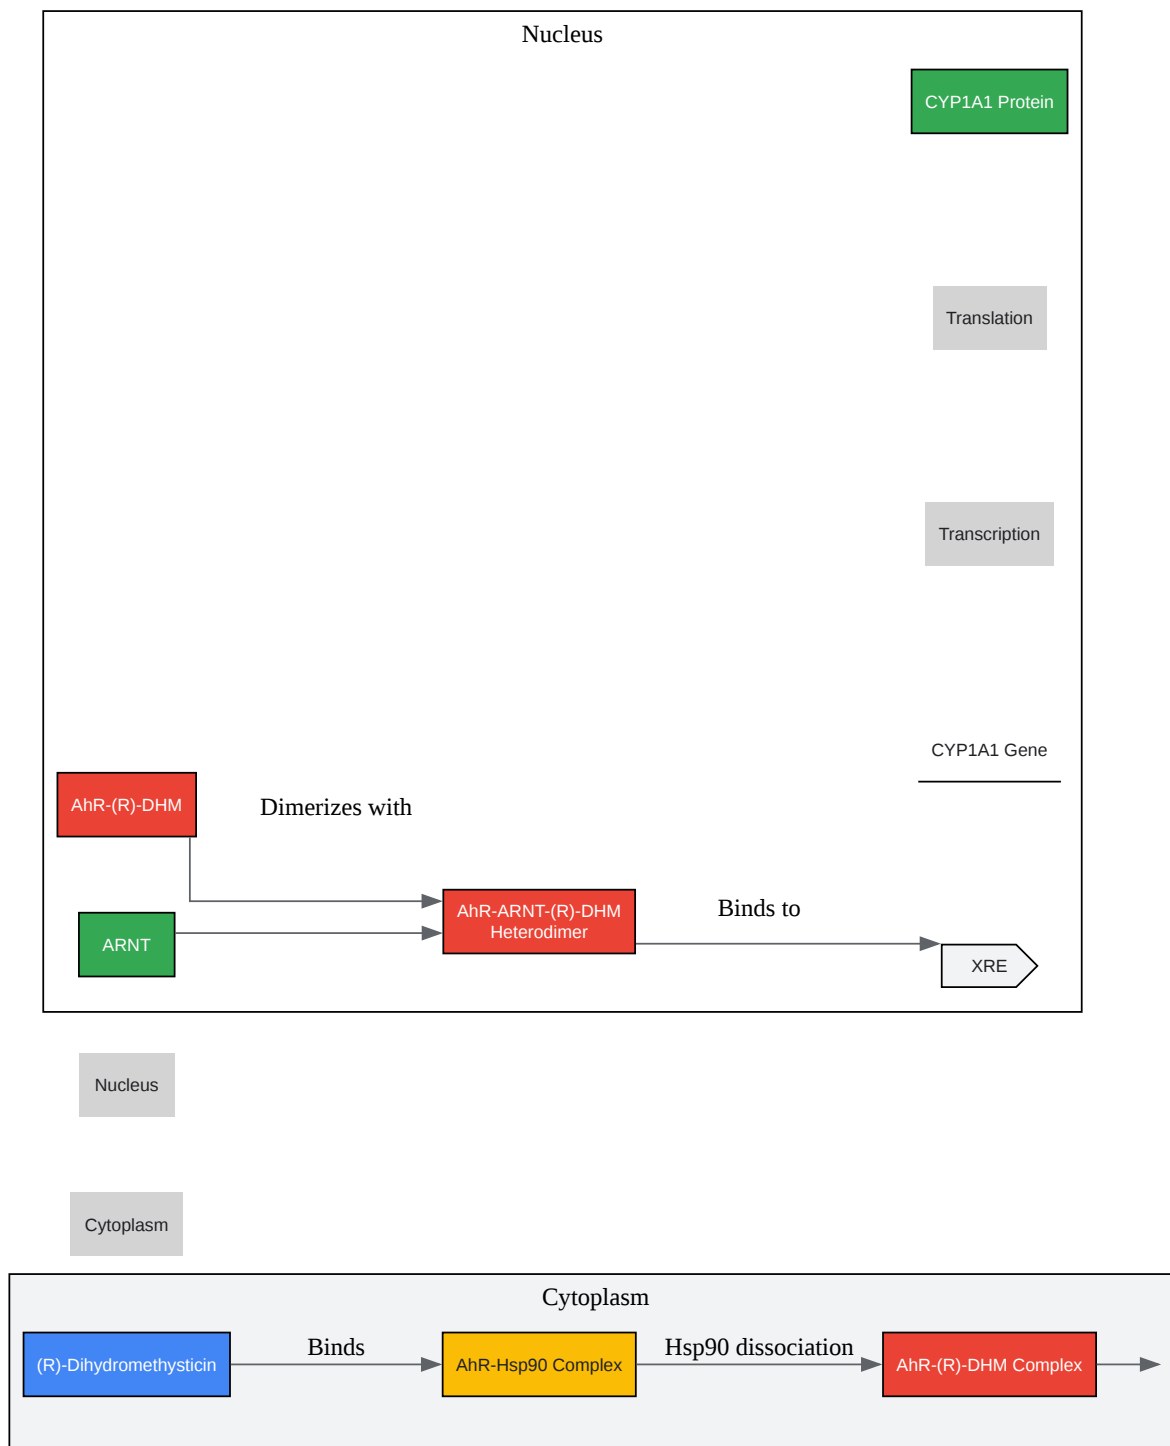 Nucleus
CYP1A1 Protein
Translation
Transcription
CYP1A1 Gene
AhR-(R)-DHM
Dimerizes with
ARNT
AhR-ARNT-(R)-DHM
Heterodimer
Binds to
XRE
Nucleus
Cytoplasm
Cytoplasm
(R)-Dihydromethysticin
Binds
AhR-Hsp90 Complex
Hsp90 dissociation
AhR-(R)-DHM Complex